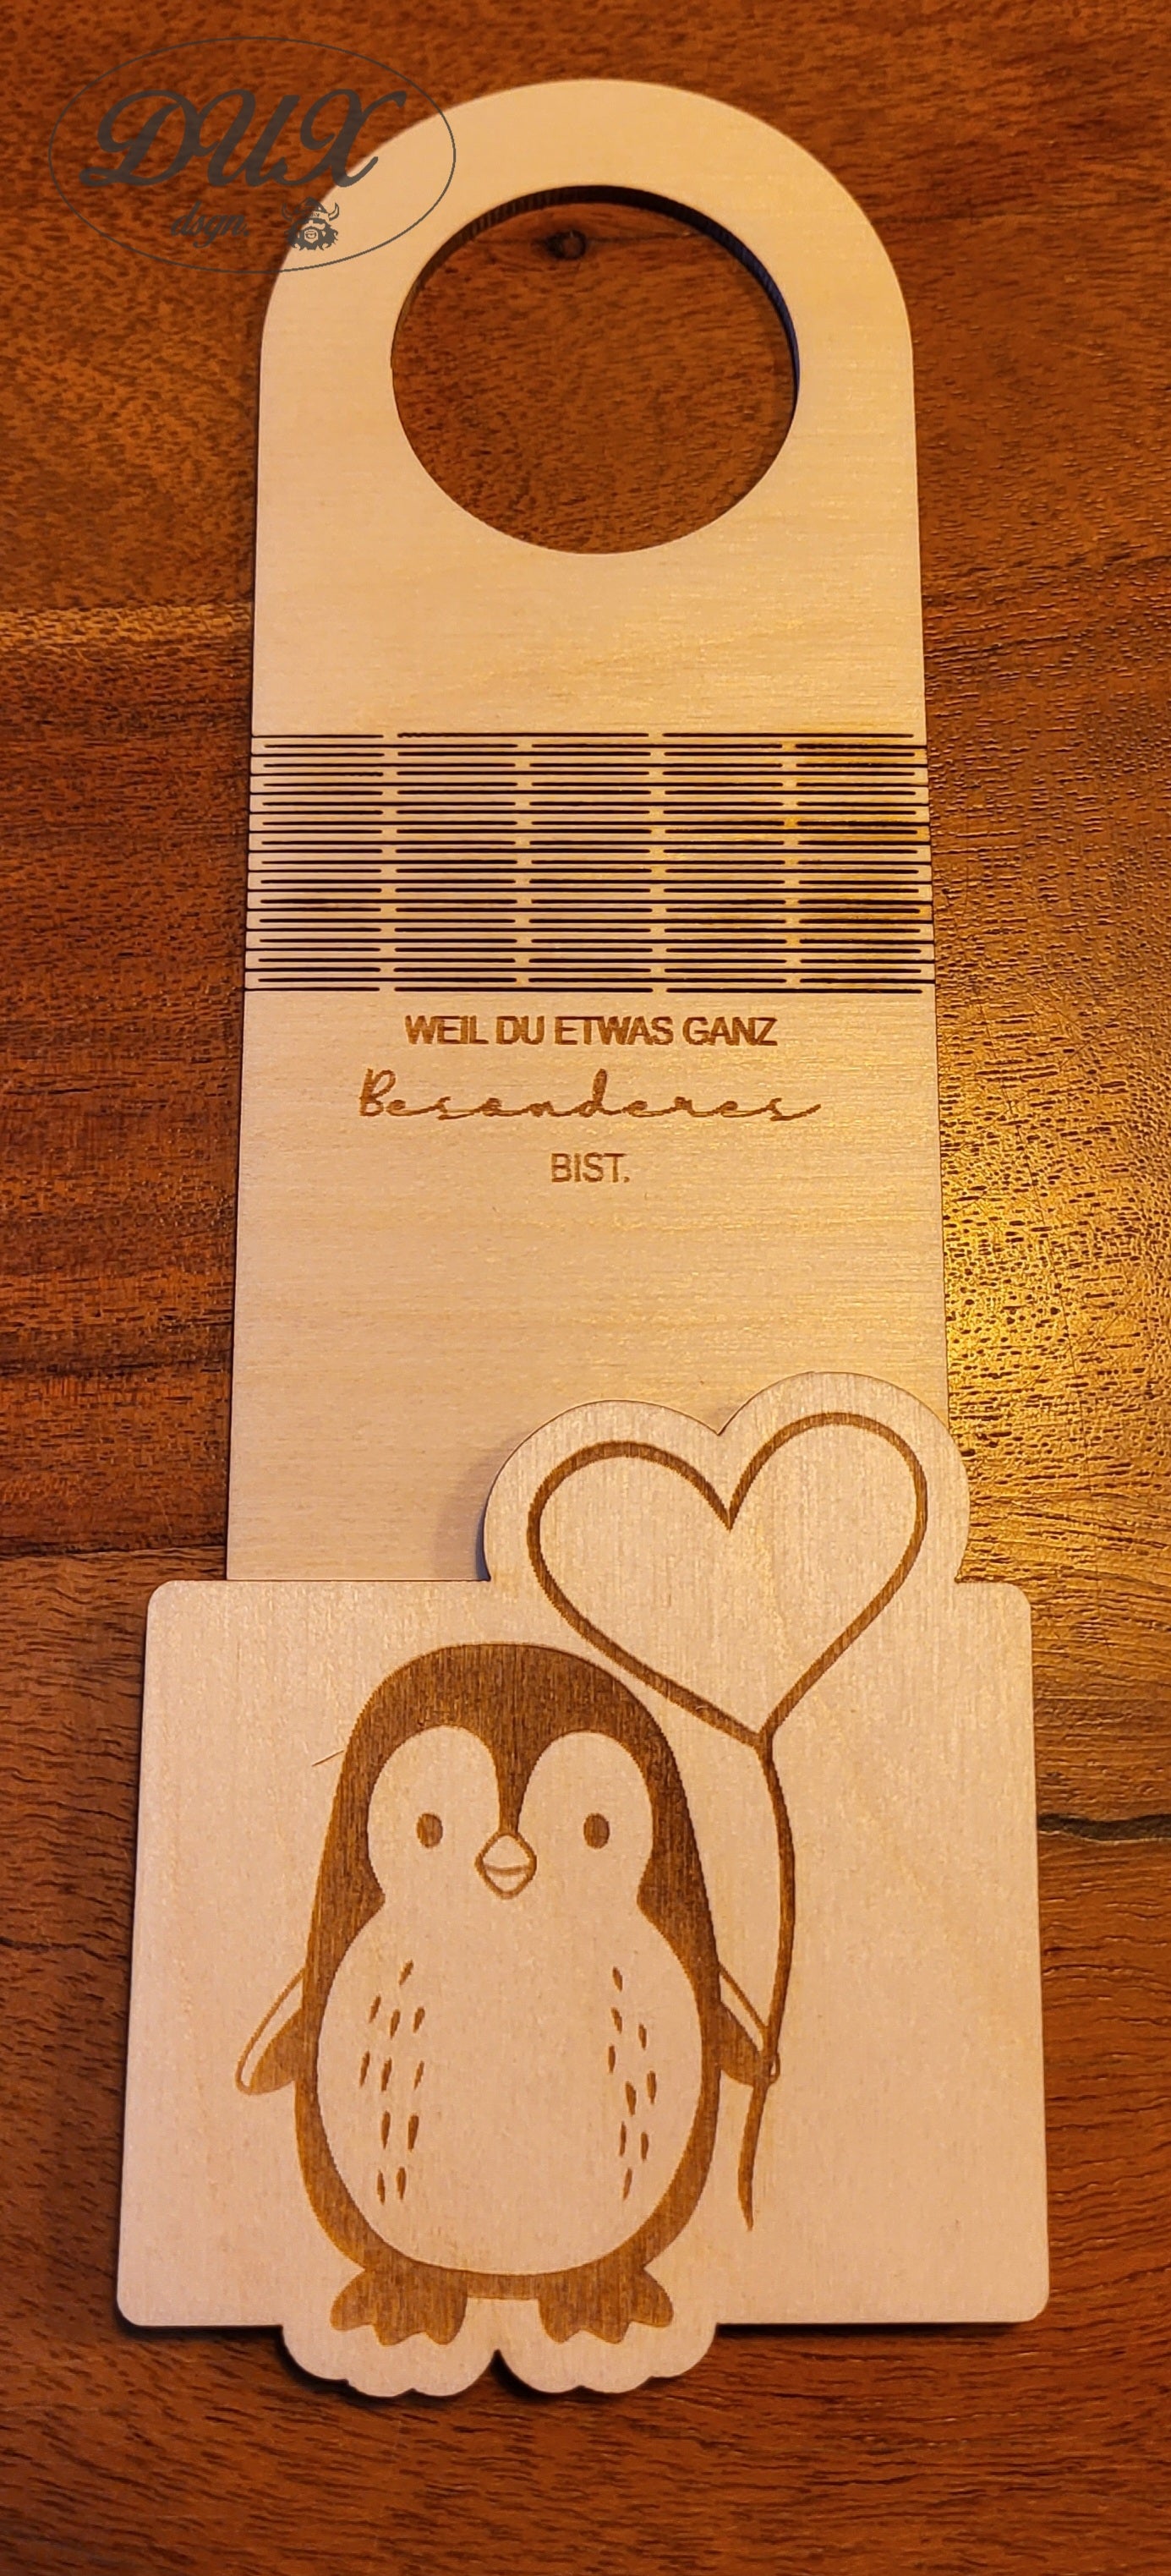 DUX
dsgn.
WEIL DU ETWAS GANZ
Besonderes
BIST.